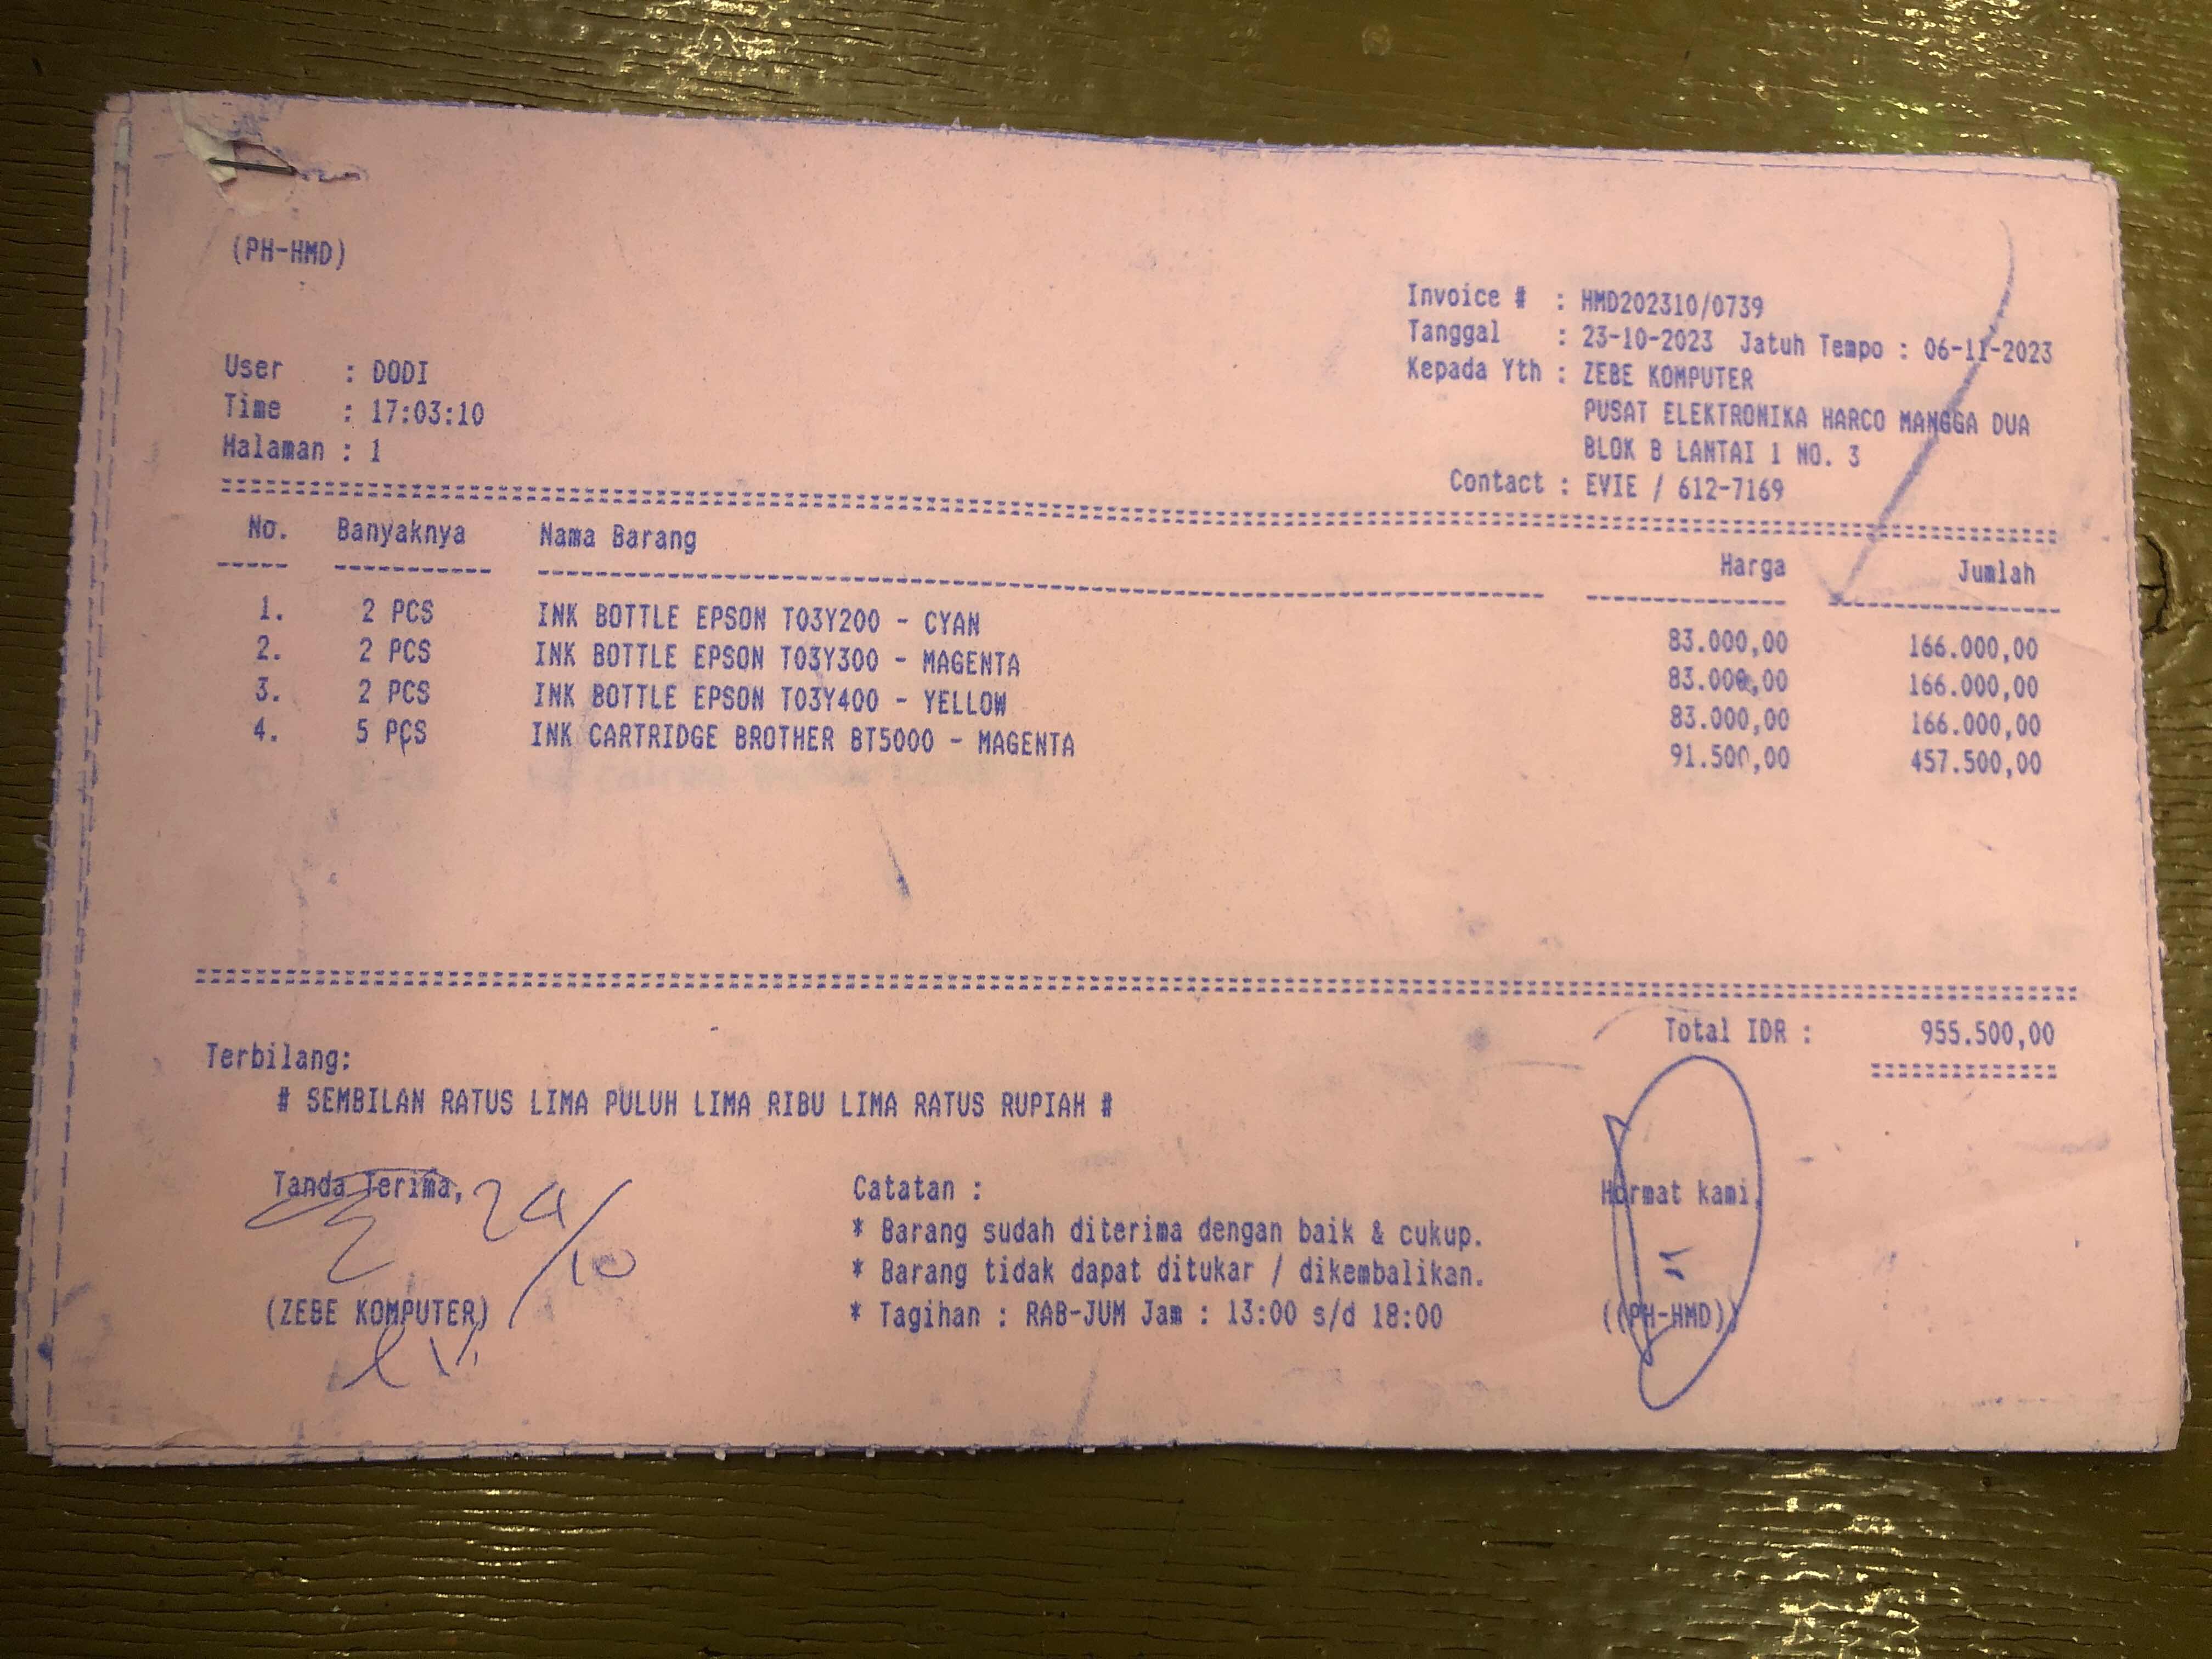 (PH-HMD)
Invoice # : HMD202310/0739
Tanggal : 23-10-2023 Jatuh Tempo : 06-11-2023
Kepada Yth : ZEBE KOMPUTER
PUSAT ELEKTRONIKA HARCO MANGGA DUA
BLOK B LANTAI 1 NO. 3
Contact : EVIE / 612-7169
User : DODI
Time : 17:03:10
Halaman : 1
No. Banyaknya Nama Barang Harga Jumlah
1. 2 PCS INK BOTTLE EPSON T03Y200 - CYAN 83.000,00 166.000,00
2. 2 PCS INK BOTTLE EPSON T03Y300 - MAGENTA 83.000,00 166.000,00
3. 2 PCS INK BOTTLE EPSON T03Y400 - YELLOW 83.000,00 166.000,00
4. 5 PCS INK CARTRIDGE BROTHER BT5000 - MAGENTA 91.500,00 457.500,00
Total IDR : 955.500,00
Terbilang:
# SEMBILAN RATUS LIMA PULUH LIMA RIBU LIMA RATUS RUPIAH #
Tanda Terima, 24/10
(ZEBE KOMPUTER)
Catatan :
* Barang sudah diterima dengan baik & cukup.
* Barang tidak dapat ditukar / dikembalikan.
* Tagihan : RAB-JUM Jam : 13:00 s/d 18:00
Hormat kami,
((PH-HMD))